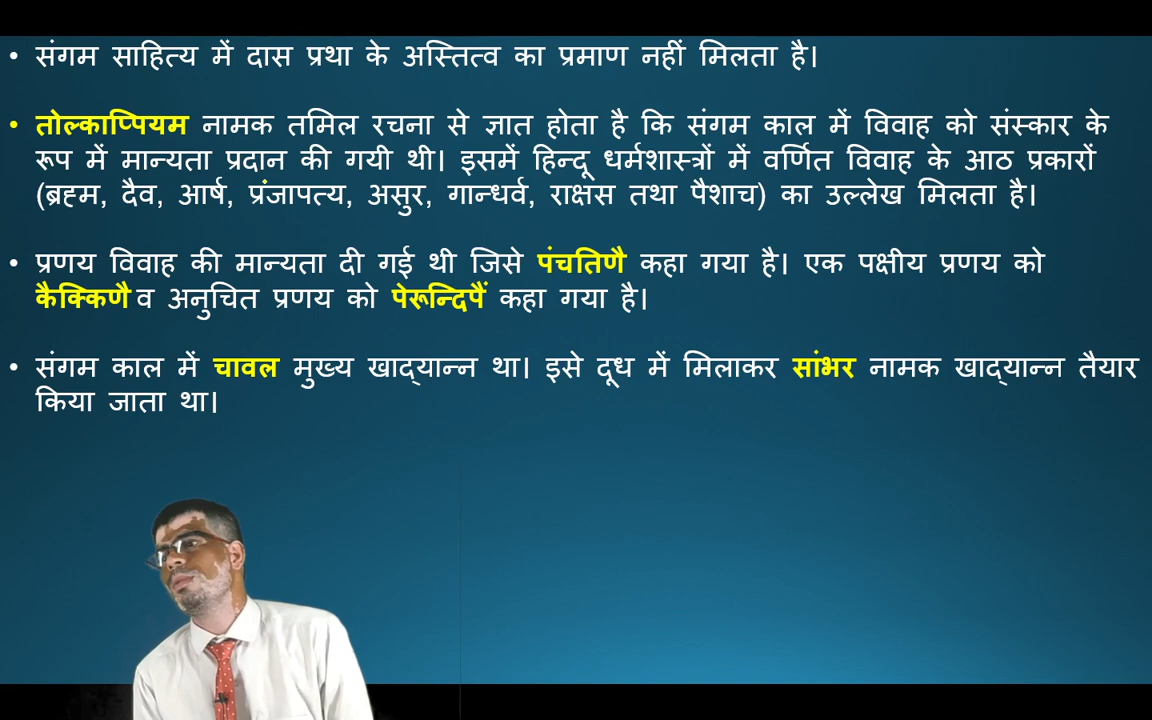 • संगम साहित्य में दास प्रथा के अस्तित्व का प्रमाण नहीं मिलता है।
• तोल्काप्पियम नामक तमिल रचना से ज्ञात होता है कि संगम काल में विवाह को संस्कार के
रूप में मान्यता प्रदान की गयी थी। इसमें हिन्दू धर्मशास्त्रों में वर्णित विवाह के आठ प्रकारों
(ब्रह्म, दैव, आर्ष, प्रंजापत्य, असुर, गान्धर्व, राक्षस तथा पैशाच) का उल्लेख मिलता है।
• प्रणय विवाह की मान्यता दी गई थी जिसे पंचतिणै कहा गया है। एक पक्षीय प्रणय को
कैक्किणै व अनुचित प्रणय को पेरून्दिपैं कहा गया है।
• संगम काल में चावल मुख्य खाद्यान्न था। इसे दूध में मिलाकर सांभर नामक खाद्यान्न तैयार
किया जाता था।